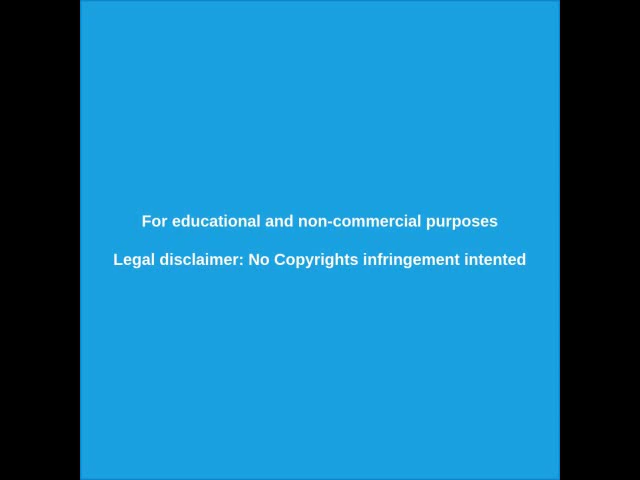 For educational and non-commercial purposes
Legal disclaimer: No Copyrights infringement intented